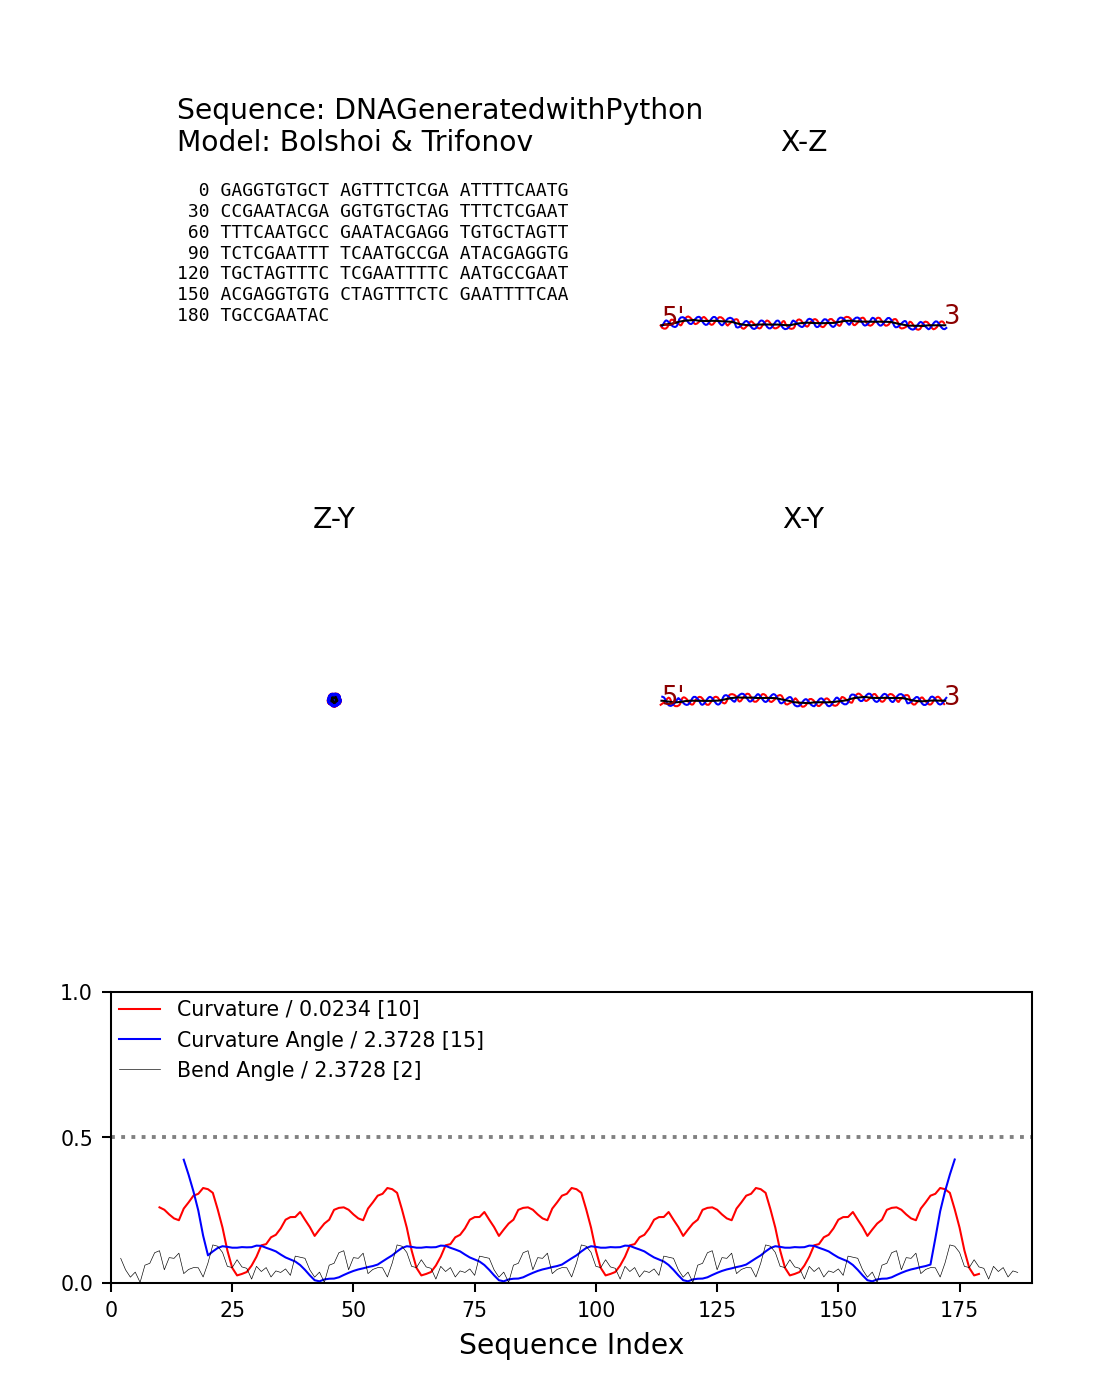 Sequence: DNAGeneratedwithPython
Model: Bolshoi & Trifonov
X-Z
0 GAGGTGTGCT AGTTTCTCGA ATTTTCAATG
30 CCGAATACGA GGTGTGCTAG TTTCTCGAAT
60 TTTCAATGCC GAATACGAGG TGTGCTAGTT
90 TCTCGAATTT TCAATGCCGA ATACGAGGTG
120 TGCTAGTTTC TCGAATTTTC AATGCCGAAT
150 ACGAGGTGTG CTAGTTTCTC GAATTTTCAA
180 TGCCGAATAC
5' 3
Z-Y
X-Y
5' 3
1.0
Curvature / 0.0234 [10]
Curvature Angle / 2.3728 [15]
Bend Angle / 2.3728 [2]
0.5
0.0
0 25 50 75 100 125 150 175
Sequence Index